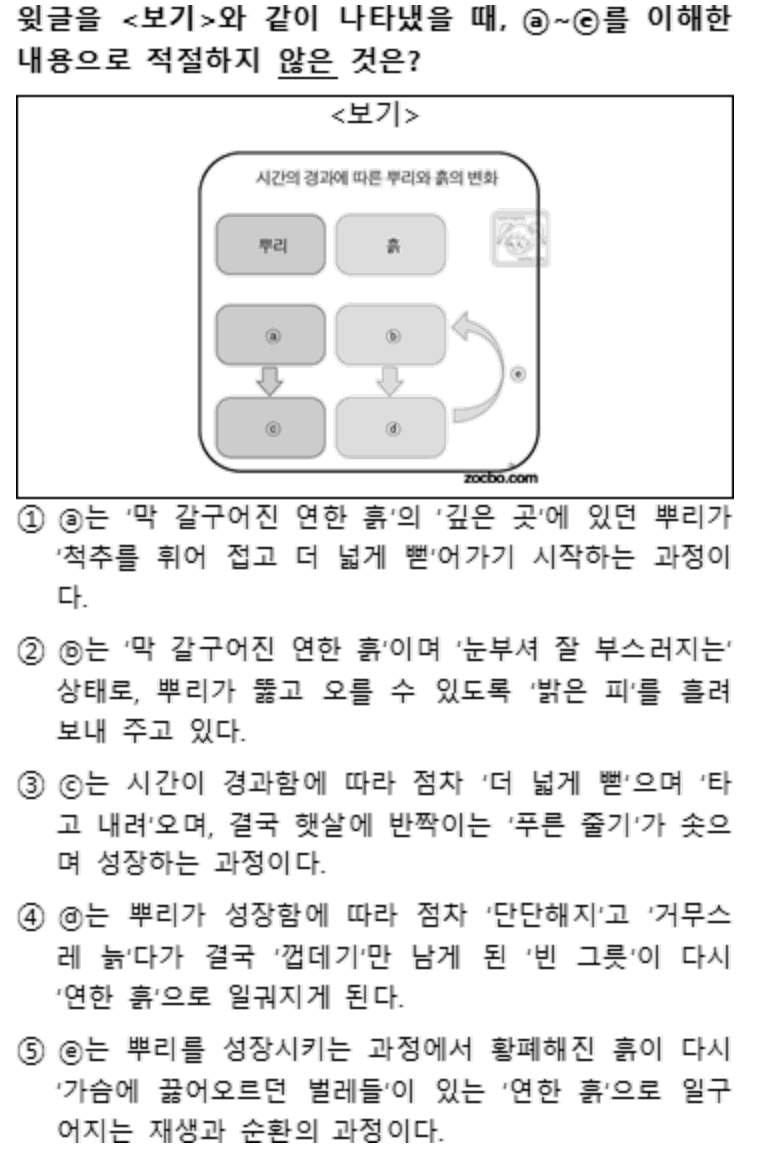 윗글을 <보기>와 같이 나타냈을 때, ⓐ~ⓔ를 이해한
내용으로 적절하지 않은 것은?
<보기>
시간의 경과에 따른 뿌리와 흙의 변화
뿌리
흙
ⓐ
ⓑ
ⓔ
ⓒ
ⓓ
zocbo.com
① ⓐ는 '막 갈구어진 연한 흙'의 '깊은 곳'에 있던 뿌리가
'척추를 휘어 접고 더 넓게 뻗'어가기 시작하는 과정이
다.
② ⓑ는 '막 갈구어진 연한 흙'이며 '눈부셔 잘 부스러지는'
상태로, 뿌리가 뚫고 오를 수 있도록 '밝은 피'를 흘려
보내 주고 있다.
③ ⓒ는 시간이 경과함에 따라 점차 '더 넓게 뻗'으며 '타
고 내려'오며, 결국 햇살에 반짝이는 '푸른 줄기'가 솟으
며 성장하는 과정이다.
④ ⓓ는 뿌리가 성장함에 따라 점차 '단단해지'고 '거무스
레 늙'다가 결국 '껍데기'만 남게 된 '빈 그릇'이 다시
'연한 흙'으로 일궈지게 된다.
⑤ ⓔ는 뿌리를 성장시키는 과정에서 황폐해진 흙이 다시
'가슴에 끓어오르던 벌레들'이 있는 '연한 흙'으로 일구
어지는 재생과 순환의 과정이다.